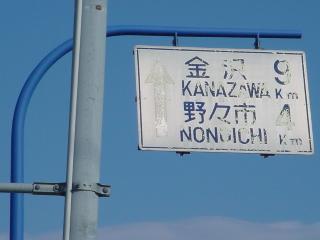 金沢 9
KANAZAWA Km
野々市 4
NONOICHI Km